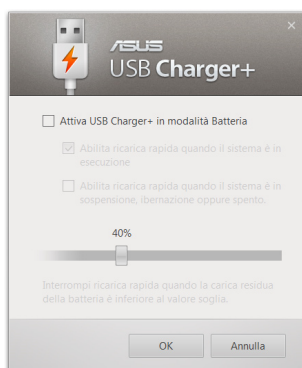 ASUS
USB Charger+
Attiva USB Charger+ in modalità Batteria
Abilita ricarica rapida quando il sistema è in
esecuzione
Abilita ricarica rapida quando il sistema è in
sospensione, ibernazione oppure spento.
40%
Interrompi ricarica rapida quando la carica residua
della batteria è inferiore al valore soglia.
OK
Annulla